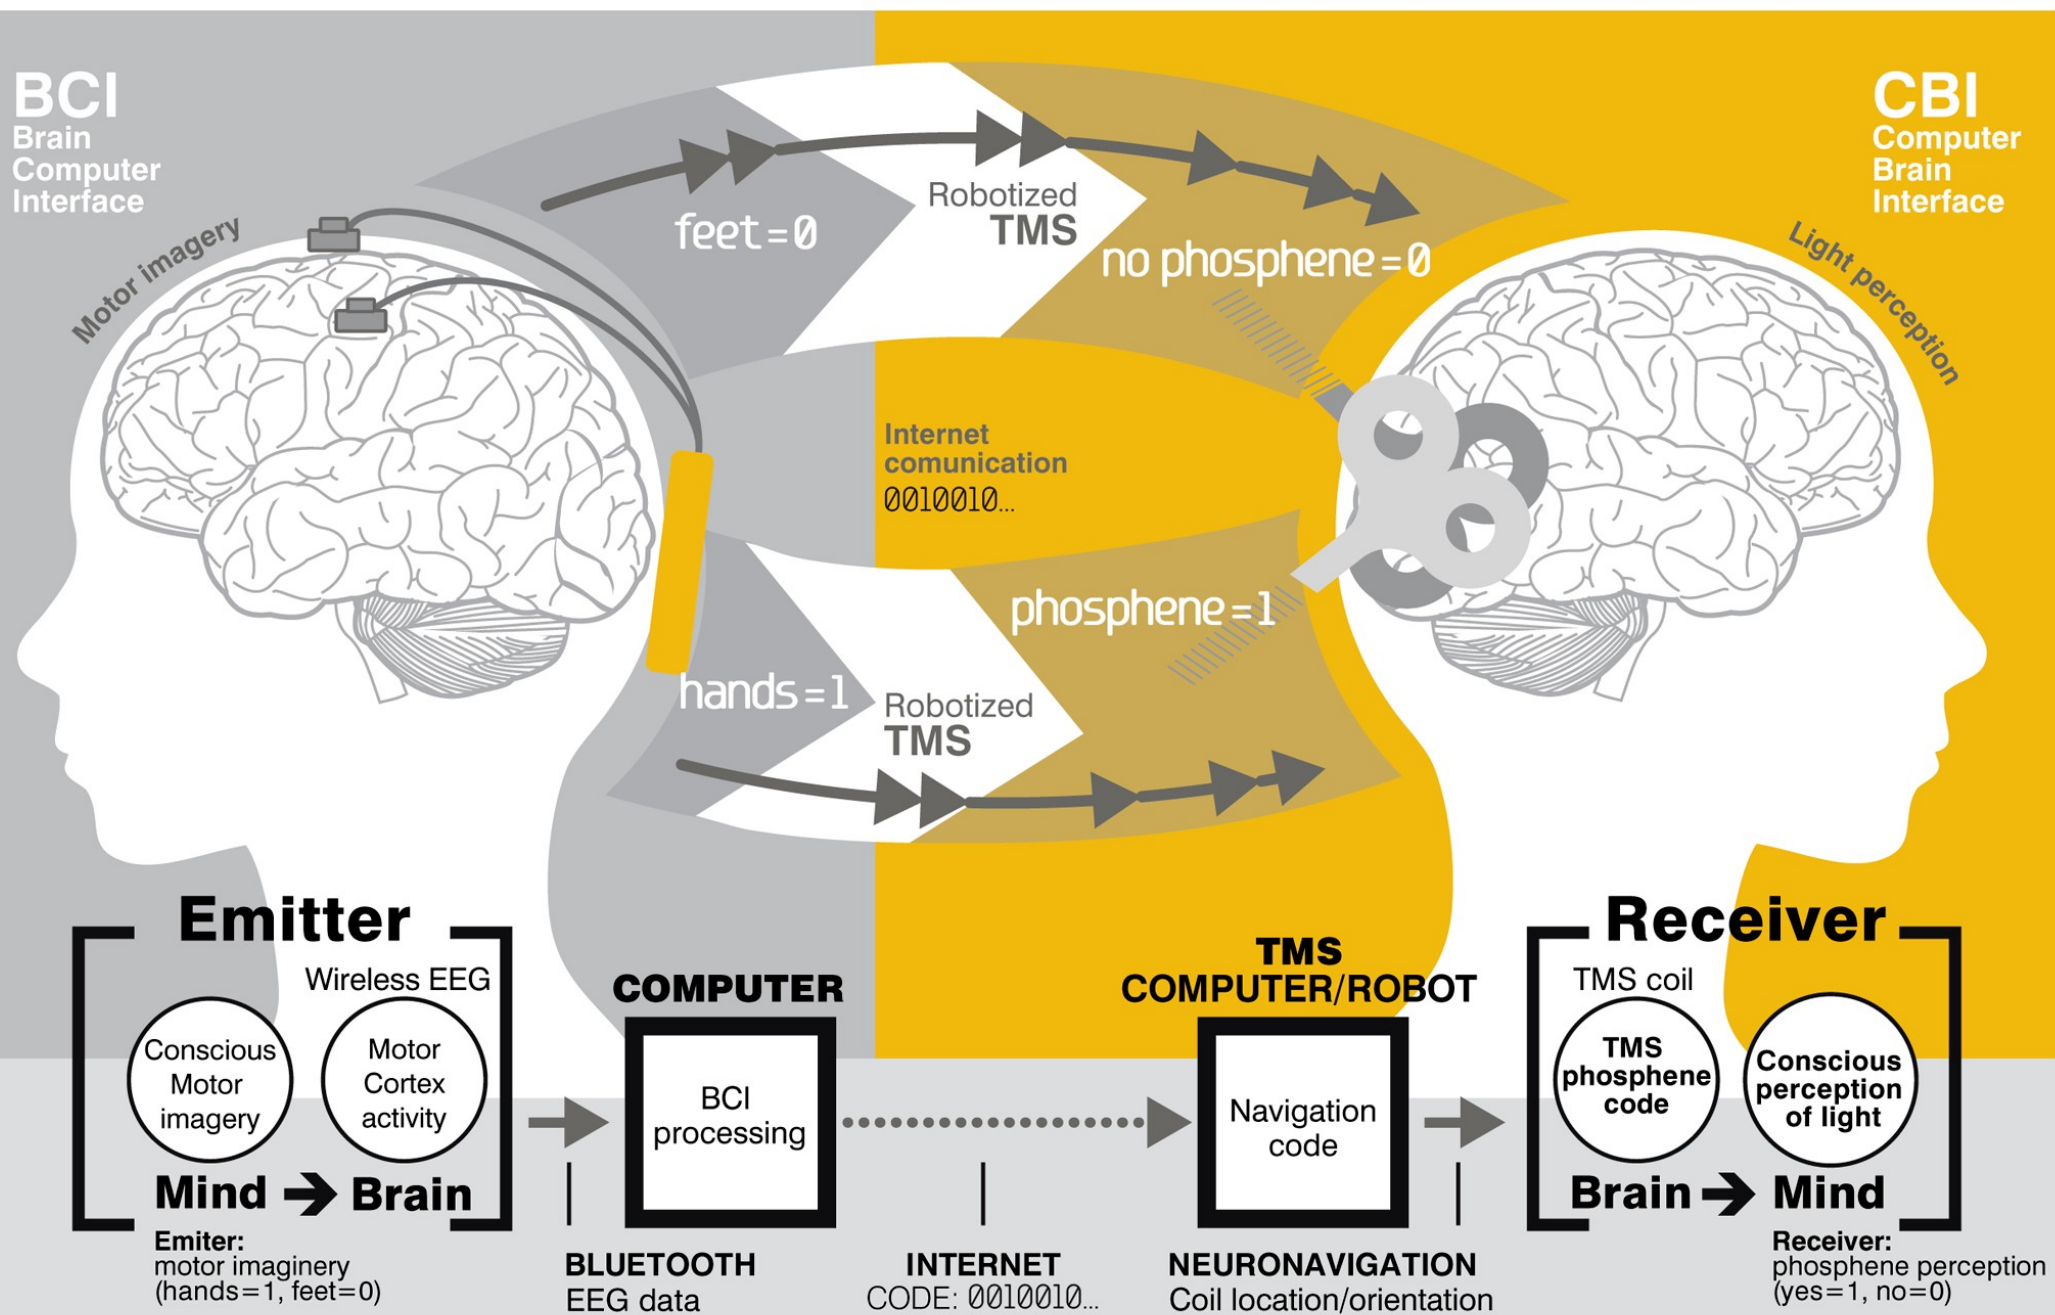 BCI
Brain
Computer
Interface
Motor imagery
feet=0
Robotized
TMS
no phosphene=0
CBI
Computer
Brain
Interface
Light perception
Internet
comunication
0010010...
hands=1
Robotized
TMS
phosphene=1
Emitter
Wireless EEG
Conscious
Motor
imagery
Motor
Cortex
activity
Mind
Brain
Emiter:
motor imaginery
(hands=1, feet=0)
COMPUTER
BCI
processing
BLUETOOTH
EEG data
INTERNET
CODE: 0010010...
TMS
COMPUTER/ROBOT
Navigation
code
NEURONAVIGATION
Coil location/orientation
Receiver
TMS coil
TMS
phosphene
code
Conscious
perception
of light
Brain
Mind
Receiver:
phosphene perception
(yes=1, no=0)